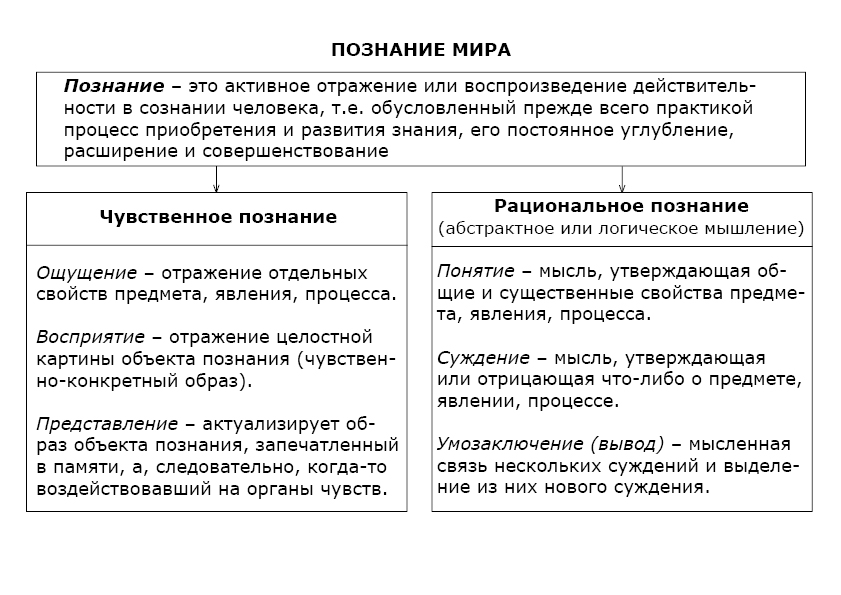 ПОЗНАНИЕ МИРА
Познание – это активное отражение или воспроизведение действитель-
ности в сознании человека, т.е. обусловленный прежде всего практикой
процесс приобретения и развития знания, его постоянное углубление,
расширение и совершенствование
Чувственное познание
Ощущение – отражение отдельных
свойств предмета, явления, процесса.
Восприятие – отражение целостной
картины объекта познания (чувствен-
но-конкретный образ).
Представление – актуализирует об-
раз объекта познания, запечатленный
в памяти, а, следовательно, когда-то
воздействовавший на органы чувств.
Рациональное познание
(абстрактное или логическое мышление)
Понятие – мысль, утверждающая об-
щие и существенные свойства предме-
та, явления, процесса.
Суждение – мысль, утверждающая
или отрицающая что-либо о предмете,
явлении, процессе.
Умозаключение (вывод) – мысленная
связь нескольких суждений и выделе-
ние из них нового суждения.